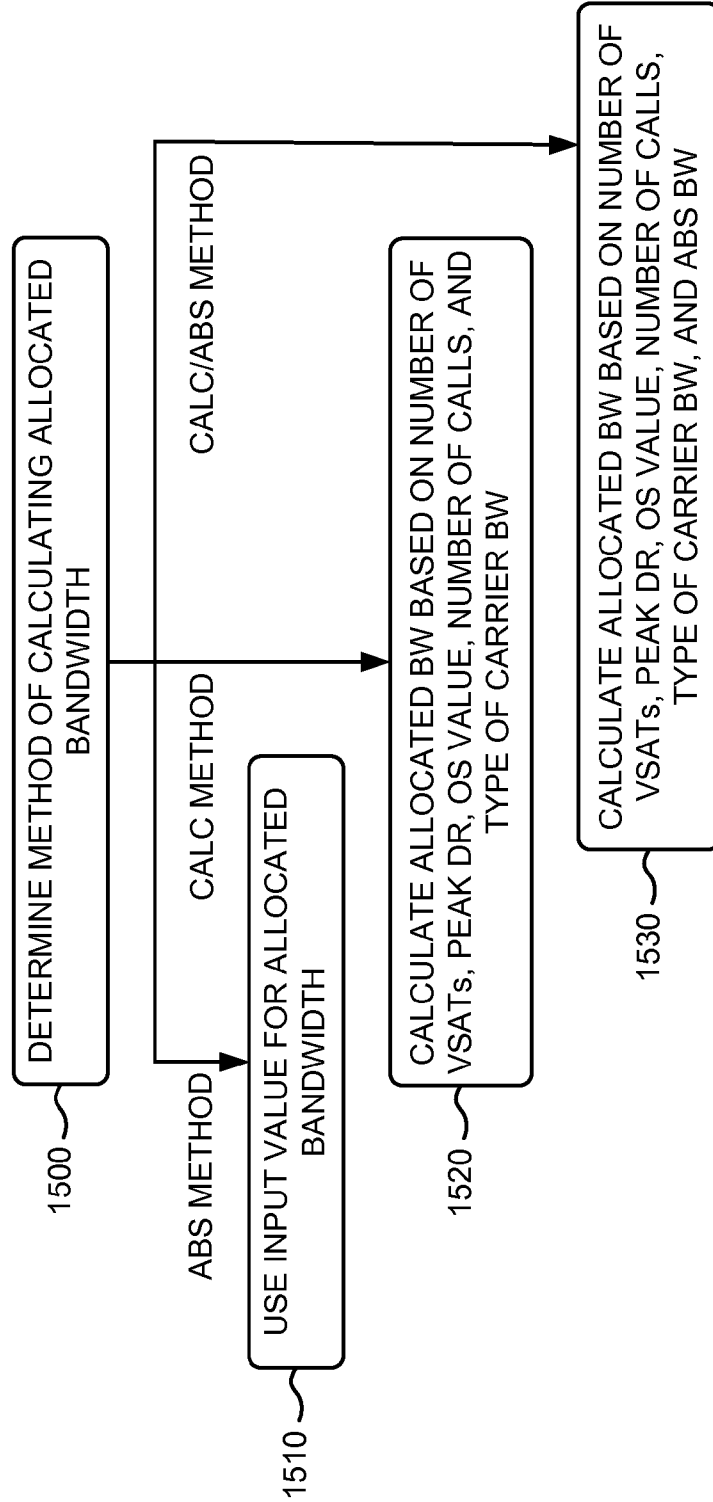 DETERMINE METHOD OF CALCULATING ALLOCATED
BANDWIDTH
1500
ABS METHOD
CALC METHOD
CALC/ABS METHOD
USE INPUT VALUE FOR ALLOCATED
BANDWIDTH
1510
CALCULATE ALLOCATED BW BASED ON NUMBER OF
VSATs, PEAK DR, OS VALUE, NUMBER OF CALLS, AND
TYPE OF CARRIER BW
1520
CALCULATE ALLOCATED BW BASED ON NUMBER OF
VSATs, PEAK DR, OS VALUE, NUMBER OF CALLS,
TYPE OF CARRIER BW, AND ABS BW
1530